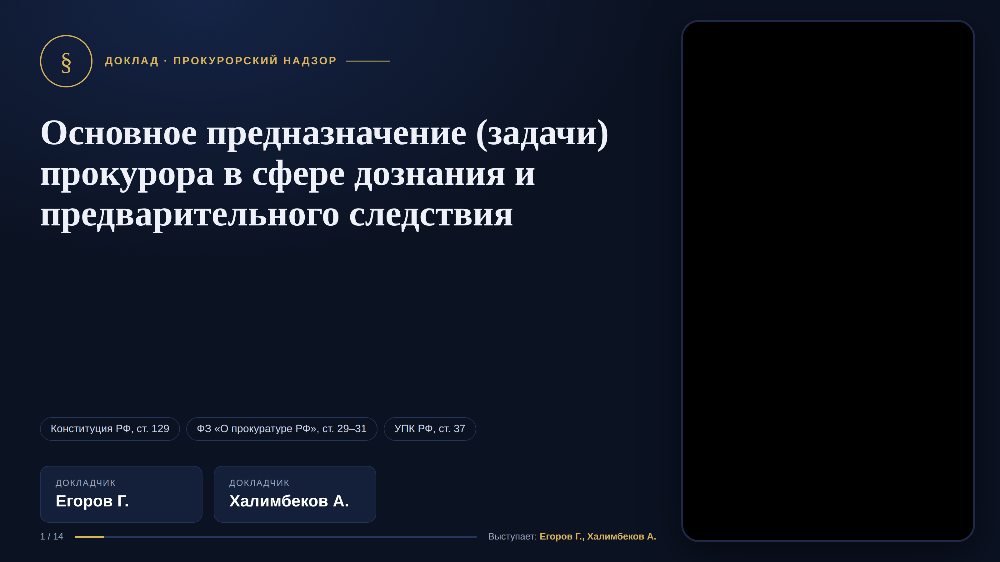 §
ДОКЛАД · ПРОКУРОРСКИЙ НАДЗОР
Основное предназначение (задачи)
прокурора в сфере дознания и
предварительного следствия
Конституция РФ, ст. 129
ФЗ «О прокуратуре РФ», ст. 29–31
УПК РФ, ст. 37
ДОКЛАДЧИК
Егоров Г.
ДОКЛАДЧИК
Халимбеков А.
1 / 14
Выступает: Егоров Г., Халимбеков А.